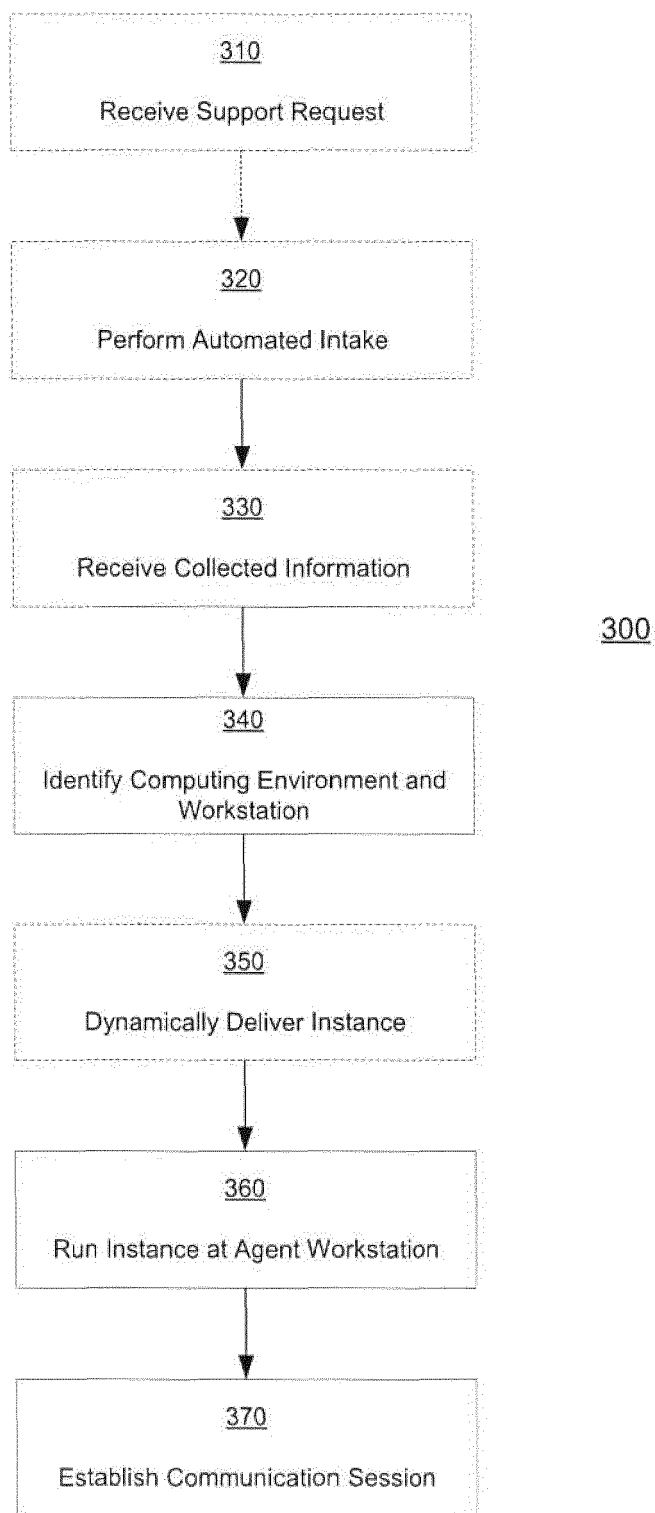 310
Receive Support Request
320
Perform Automated Intake
330
Receive Collected Information
300
340
Identify Computing Environment and
Workstation
350
Dynamically Deliver Instance
360
Run Instance at Agent Workstation
370
Establish Communication Session